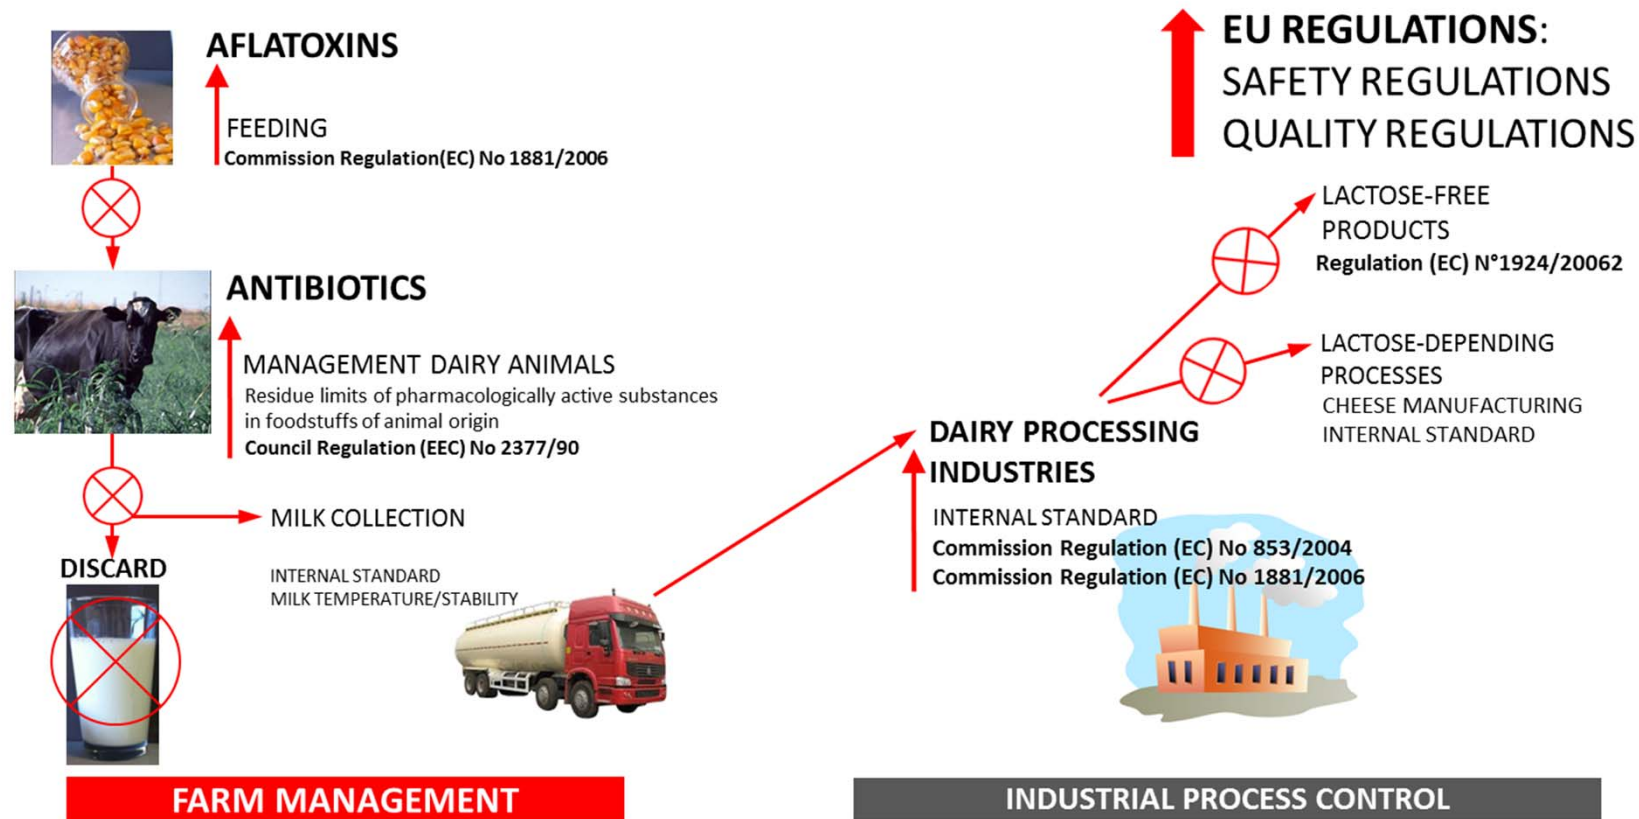 AFLATOXINS
FEEDING
Commission Regulation(EC) No 1881/2006
ANTIBIOTICS
MANAGEMENT DAIRY ANIMALS
Residue limits of pharmacologically active substances
in foodstuffs of animal origin
Council Regulation (EEC) No 2377/90
MILK COLLECTION
DISCARD
INTERNAL STANDARD
MILK TEMPERATURE/STABILITY
FARM MANAGEMENT
EU REGULATIONS:
SAFETY REGULATIONS
QUALITY REGULATIONS
LACTOSE-FREE
PRODUCTS
Regulation (EC) N°1924/20062
LACTOSE-DEPENDING
PROCESSES
CHEESE MANUFACTURING
INTERNAL STANDARD
DAIRY PROCESSING
INDUSTRIES
INTERNAL STANDARD
Commission Regulation (EC) No 853/2004
Commission Regulation (EC) No 1881/2006
INDUSTRIAL PROCESS CONTROL